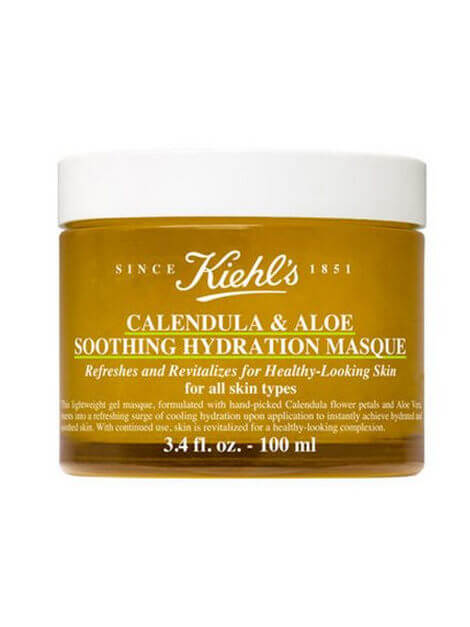 SINCE Kiehl's 1851
CALENDULA & ALOE
SOOTHING HYDRATION MASQUE
Refreshes and Revitalizes for Healthy-Looking Skin
for all skin types
lightweight gel masque, formulated with hand-picked Calendula flower petals and Aloe
into a refreshing surge of cooling hydration upon application to instantly achieve hydrated
skin. With continued use, skin is revitalized for a healthy-looking complexion.
3.4 fl. oz. - 100 ml